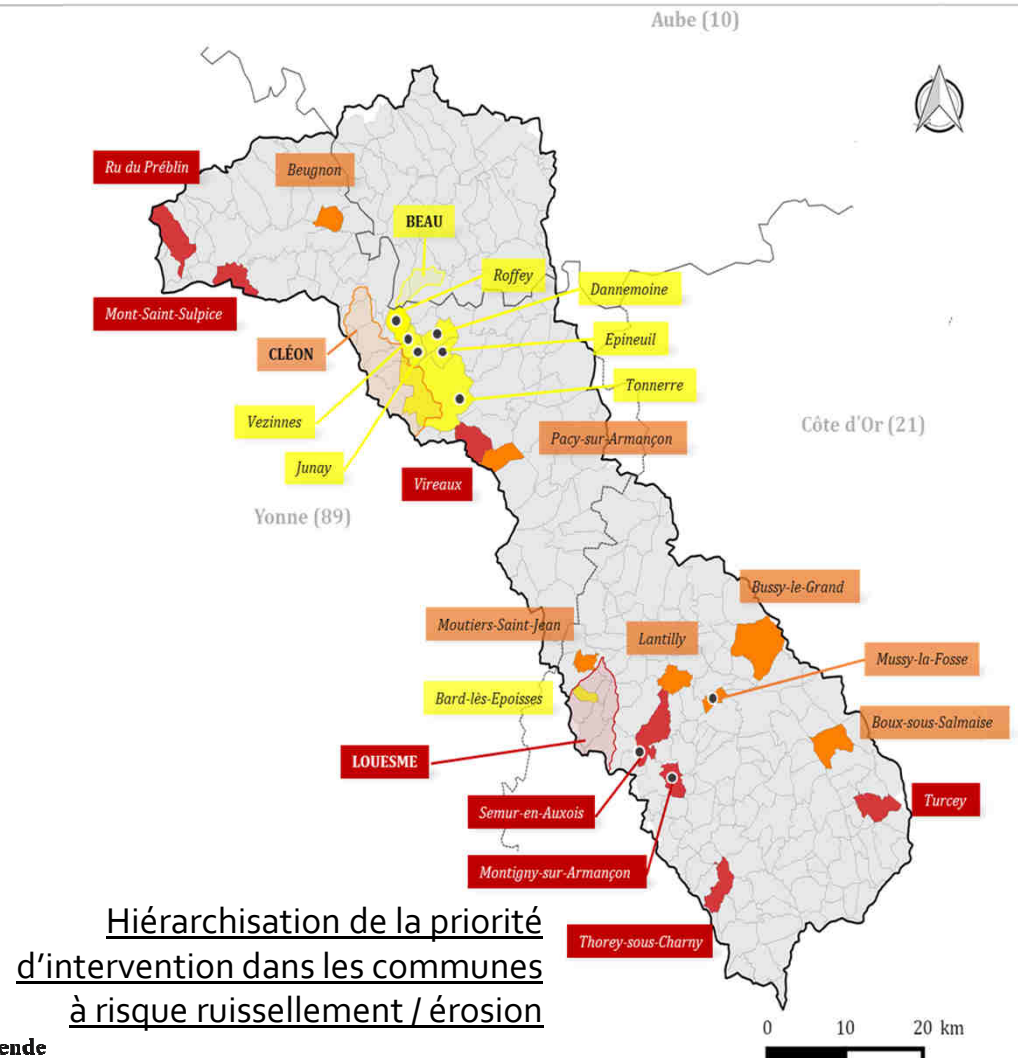 Aube (10)
Ru du Préblin
Beugnon
BEAU
Roffey
Dannemoine
Mont-Saint-Sulpice
Epineuil
CLÉON
Tonnerre
Vezinnes
Côte d'Or (21)
Pacy-sur-Armançon
Junay
Vireaux
Yonne (89)
Bussy-le-Grand
Moutiers-Saint-Jean
Lantilly
Mussy-la-Fosse
Bard-lès-Epoisses
Boux-sous-Salmaise
LOUESME
Turcey
Semur-en-Auxois
Montigny-sur-Armançon
Thorey-sous-Charny
Hiérarchisation de la priorité
d'intervention dans les communes
à risque ruissellement / érosion
0 10 20 km
ende